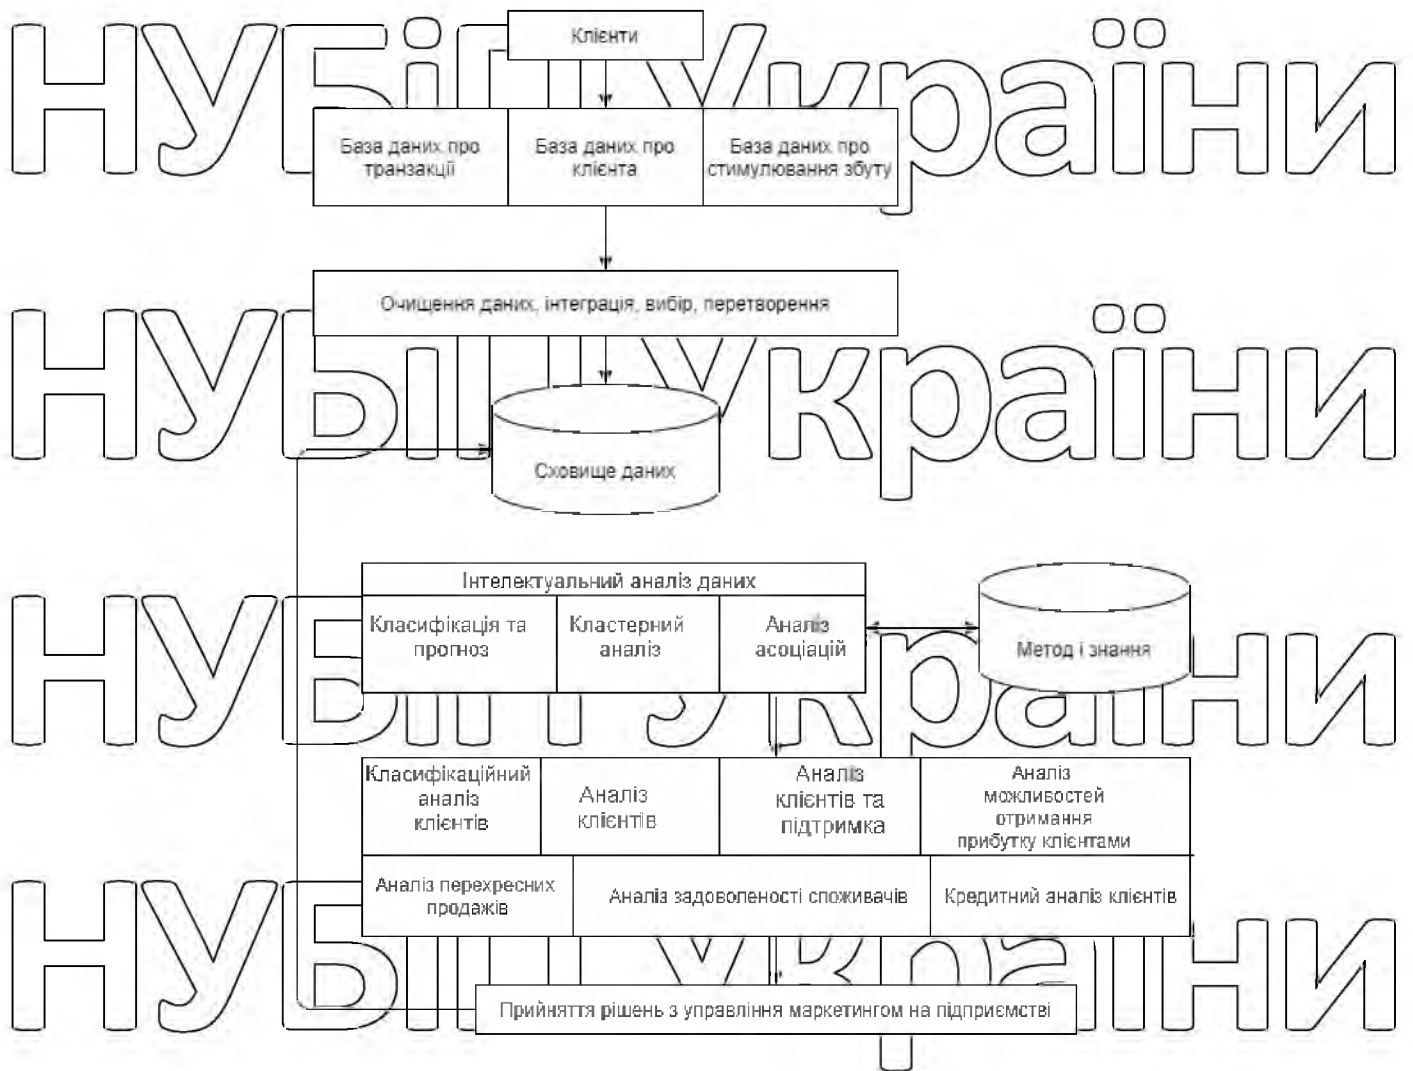 НУБіП України
Клієнти
База даних про
транзакції
База даних про
клієнта
База даних про
стимулювання збуту
НУБіП України
Очищення даних, інтеграція, вибір, перетворення
Сховище даних
НУБіП України
Інтелектуальний аналіз даних
Класифікація та
прогноз
Кластерний
аналіз
Аналіз
асоціацій
Метод і знання
Класифікаційний
аналіз
клієнтів
Аналіз
клієнтів
Аналіз
клієнтів та
підтримка
Аналіз
можливостей
отримання
прибутку клієнтами
НУБіП України
Аналіз перехресних
продажів
Аналіз задоволеності споживачів
Кредитний аналіз клієнтів
Прийняття рішень з управління маркетингом на підприємстві